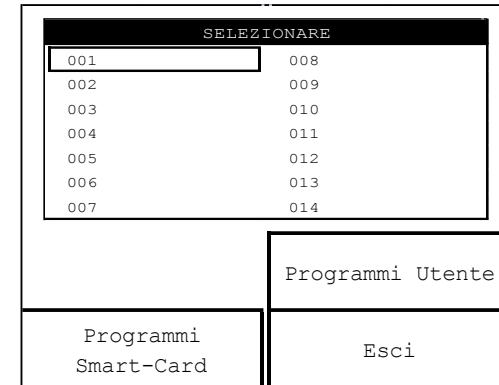 SELEZIONARE
001 008
002 009
003 010
004 011
005 012
006 013
007 014
Programmi Utente
Programmi
Smart-Card
Esci